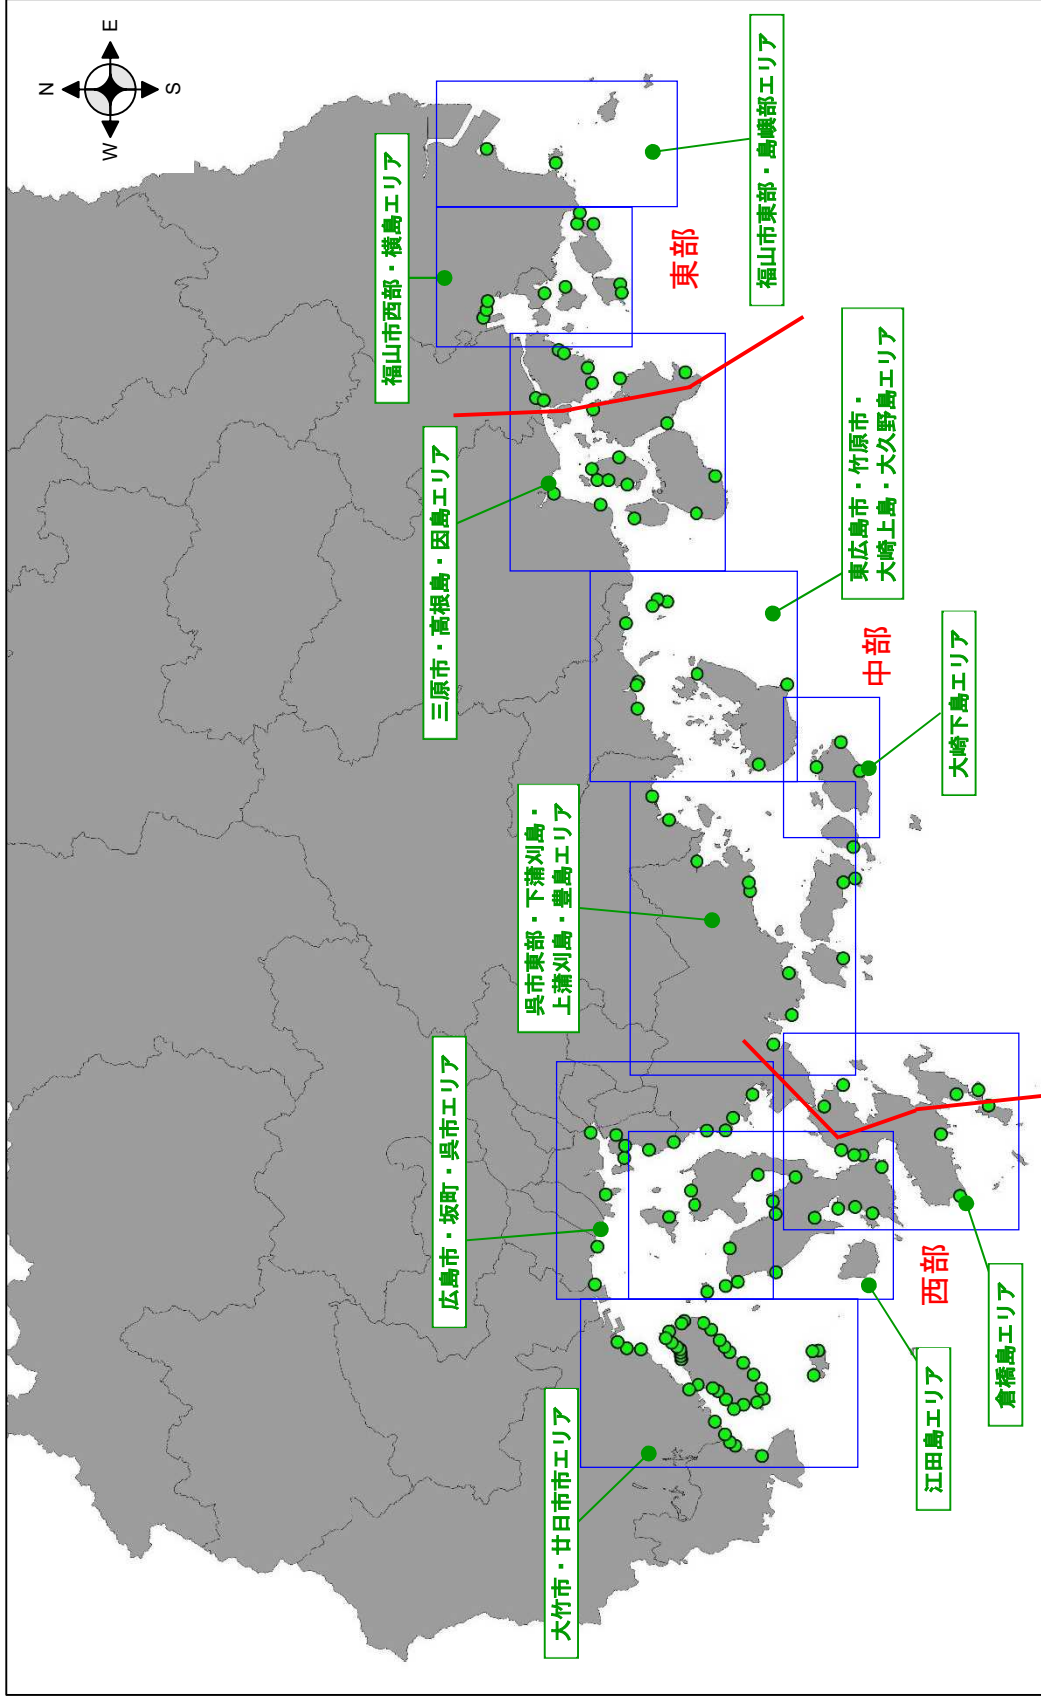 N
W
E
S
福山市西部・横島エリア
福山市東部・島嶼部エリア
東部
三原市・高根島・因島エリア
東広島市・竹原市・
大崎上島・大久野島エリア
中部
大崎下島エリア
呉市東部・下蒲刈島・
上蒲刈島・豊島エリア
広島市・坂町・呉市エリア
西部
倉橋島エリア
江田島エリア
大竹市・廿日市市エリア